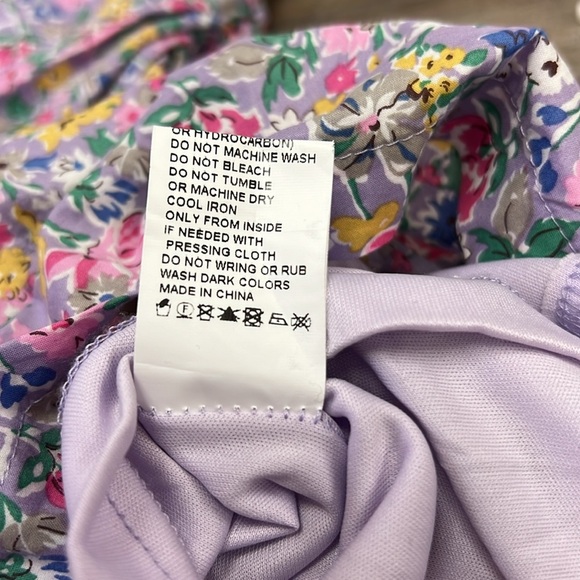 OR HYDROCARBON)
DO NOT MACHINE WASH
DO NOT BLEACH
DO NOT TUMBLE
OR MACHINE DRY
COOL IRON
ONLY FROM INSIDE
IF NEEDED WITH
PRESSING CLOTH
DO NOT WRING OR RUB
WASH DARK COLORS
MADE IN CHINA
F